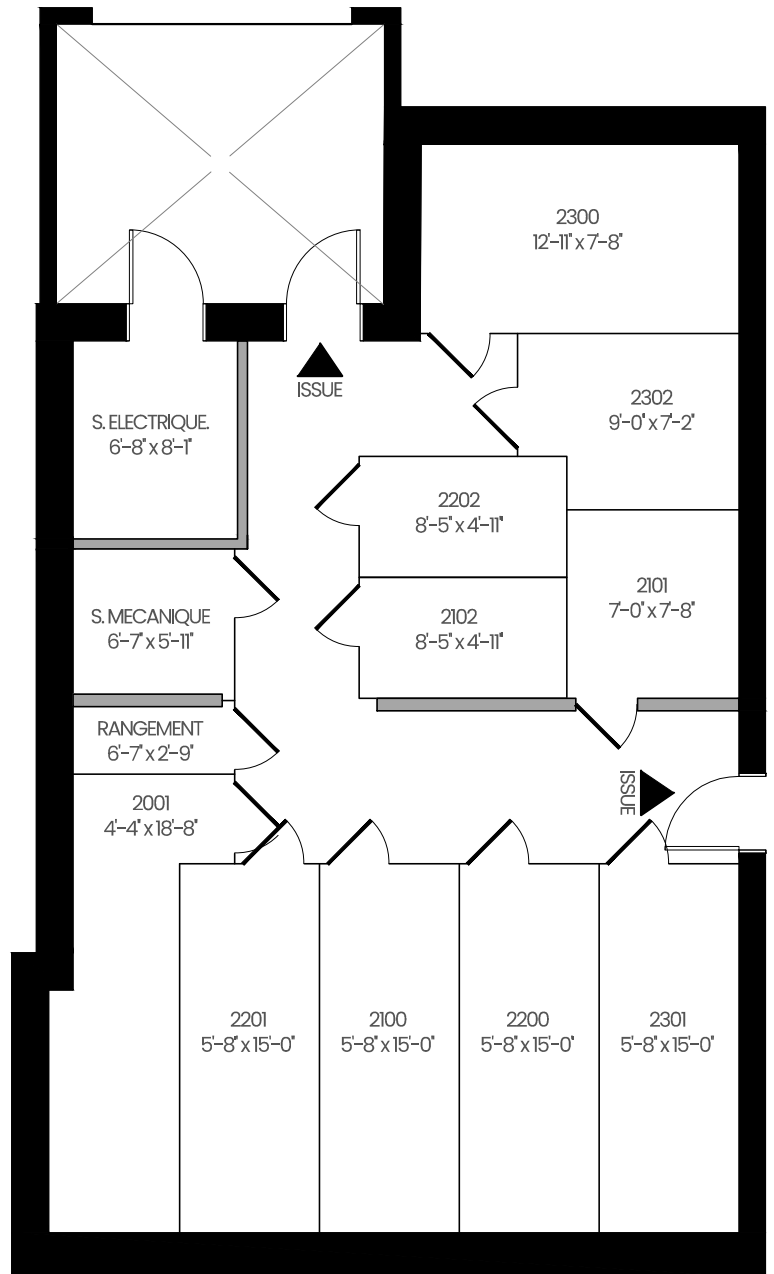 2300
12'-11" x 7'-8"
ISSUE
2302
9'-0" x 7'-2"
S. ELECTRIQUE.
6'-8" x 8'-1"
2202
8'-5" x 4'-11"
2101
7'-0" x 7'-8"
S. MECANIQUE
6'-7" x 5'-11"
2102
8'-5" x 4'-11"
RANGEMENT
6'-7" x 2'-9"
ISSUE
2001
4'-4" x 18'-8"
2201
5'-8" x 15'-0"
2100
5'-8" x 15'-0"
2200
5'-8" x 15'-0"
2301
5'-8" x 15'-0"